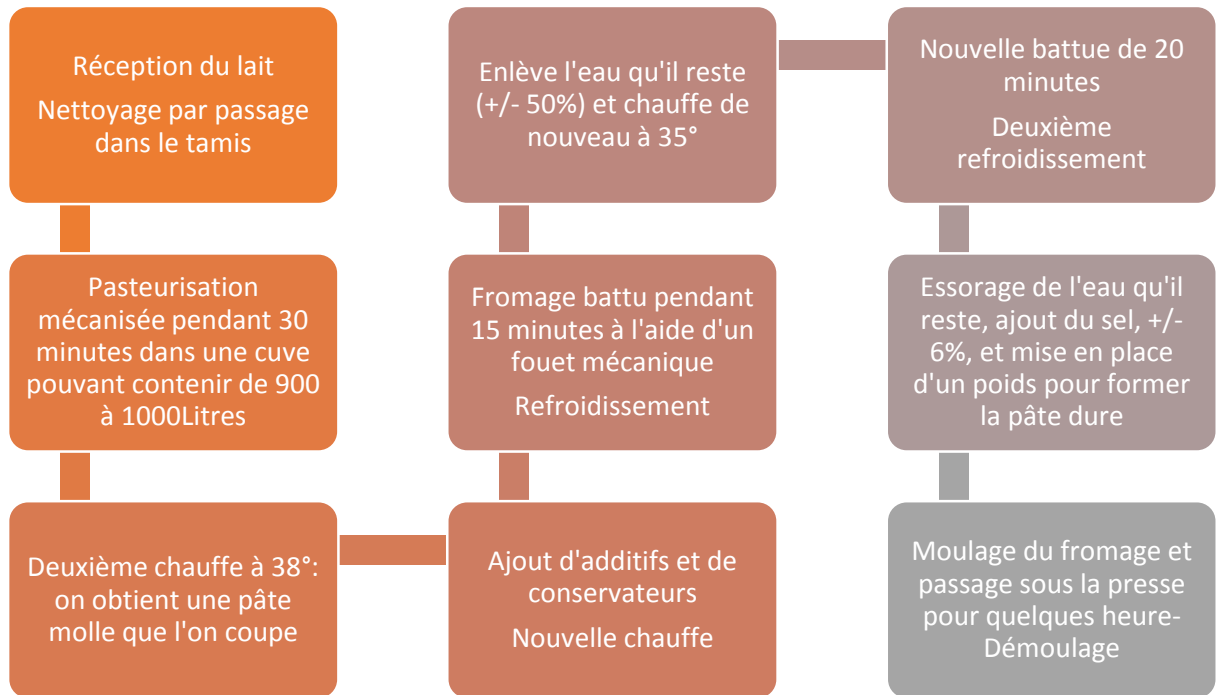 Réception du lait
Nettoyage par passage
dans le tamis
Pasteurisation
mécanisée pendant 30
minutes dans une cuve
pouvant contenir de 900
à 1000Litres
Deuxième chauffe à 38°:
on obtient une pâte
molle que l'on coupe
Ajout d'additifs et de
conservateurs
Nouvelle chauffe
Fromage battu pendant
15 minutes à l'aide d'un
fouet mécanique
Refroidissement
Enlève l'eau qu'il reste
(+/- 50%) et chauffe de
nouveau à 35°
Nouvelle battue de 20
minutes
Deuxième
refroidissement
Essorage de l'eau qu'il
reste, ajout du sel, +/-
6%, et mise en place
d'un poids pour former
la pâte dure
Moulage du fromage et
passage sous la presse
pour quelques heure-
Démoulage